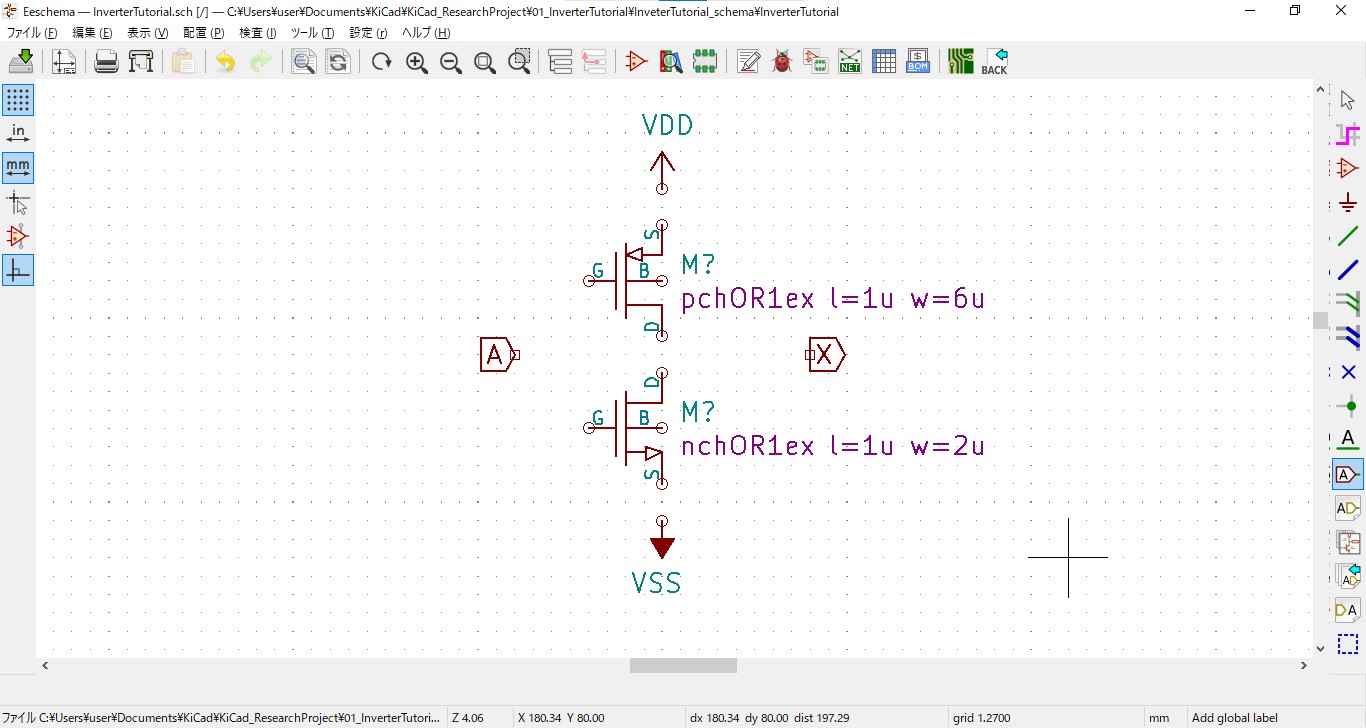 Eeschema — InverterTutorial.sch [/] — C:¥Users¥user¥Documents¥KiCad¥KiCad_ResearchProject¥01_InverterTutorial¥InveterTutorial_schema¥InverterTutorial
ファイル (F) 編集 (E) 表示 (V) 配置 (P) 検査 (I) ツール (T) 設定 (r) ヘルプ (H)
NET
BOM
BACK
in
mm
VDD
S
G
B
M?
pchOR1ex l=1u w=6u
D
A
X
D
G
B
M?
nchOR1ex l=1u w=2u
S
VSS
A
A
AD
AD
DA
ファイル C:¥Users¥user¥Documents¥KiCad¥KiCad_ResearchProject¥01_InverterTutori... Z 4.06 X 180.34 Y 80.00 dx 180.34 dy 80.00 dist 197.29 grid 1.2700 mm Add global label